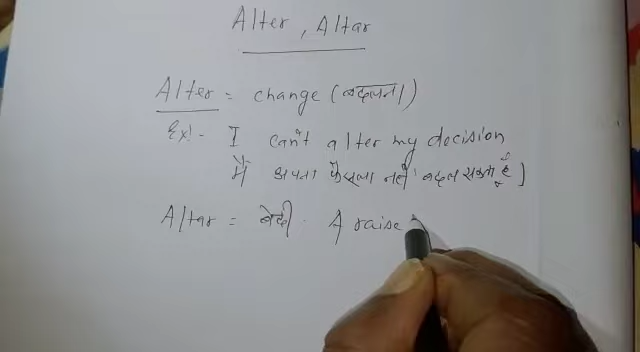 Alter, Altar
Alter = change (बदलना)
Ex:- I can't alter my decision
मैं अपना फैसला नहीं बदल सकता हूँ]
Altar = बेदी. A raise